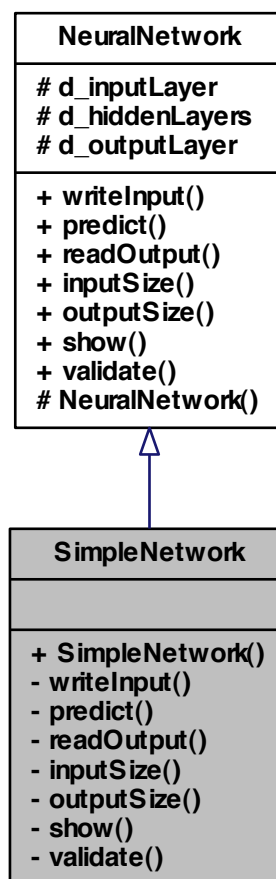 NeuralNetwork
# d_inputLayer
# d_hiddenLayers
# d_outputLayer
+ writeInput()
+ predict()
+ readOutput()
+ inputSize()
+ outputSize()
+ show()
+ validate()
# NeuralNetwork()
SimpleNetwork
+ SimpleNetwork()
- writeInput()
- predict()
- readOutput()
- inputSize()
- outputSize()
- show()
- validate()